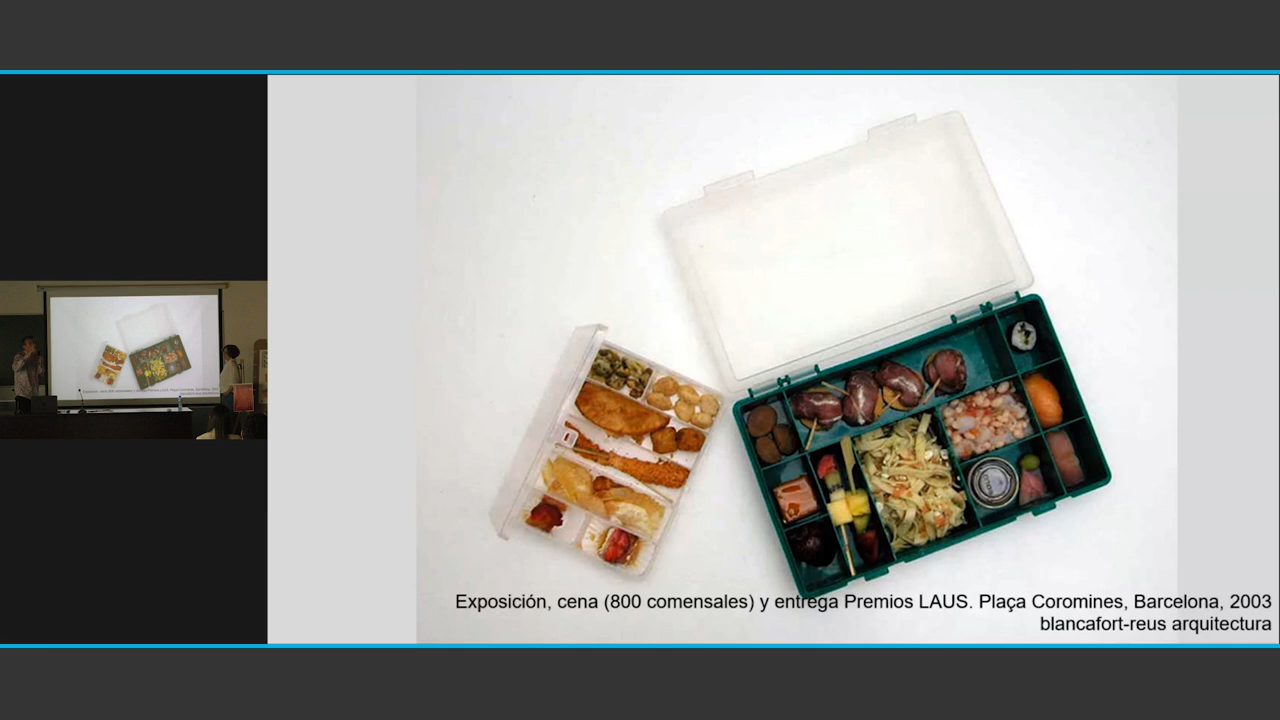 Exposición, cena (800 comensales) y entrega Premios LAUS. Plaça Coromines, Barcelona, 2003
blancafort-reus arquitectura